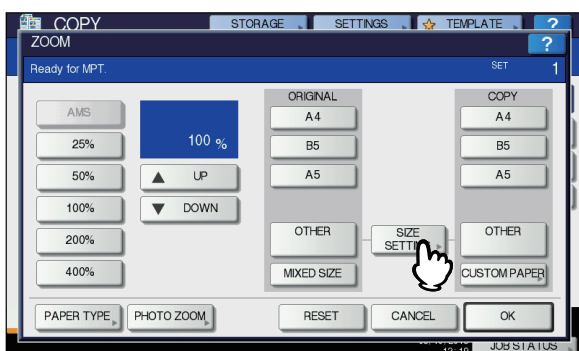 COPY
STORAGE
SETTINGS
TEMPLATE
?
ZOOM
?
Ready for MPT.
SET 1
AMS
25%
50%
100%
200%
400%
100 %
UP
DOWN
ORIGINAL
A4
B5
A5
OTHER
MIXED SIZE
SIZE
COPY
A4
B5
A5
OTHER
CUSTOM PAPER
PAPER TYPE
PHOTO ZOOM
RESET
CANCEL
OK
JOB STATUS